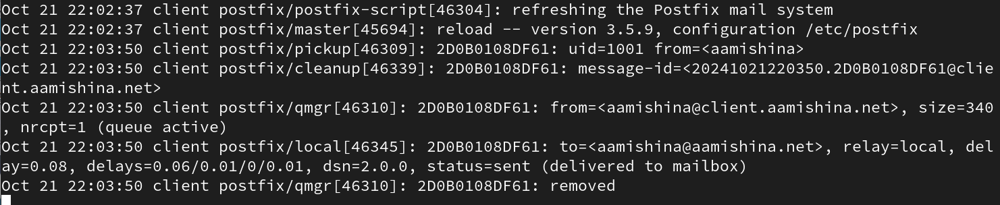 Oct 21 22:02:37 client postfix/postfix-script[46304]: refreshing the Postfix mail system
Oct 21 22:02:37 client postfix/master[45694]: reload -- version 3.5.9, configuration /etc/postfix
Oct 21 22:03:50 client postfix/pickup[46309]: 2D0B0108DF61: uid=1001 from=<aamishina>
Oct 21 22:03:50 client postfix/cleanup[46339]: 2D0B0108DF61: message-id=<20241021220350.2D0B0108DF61@clie
nt.aamishina.net>
Oct 21 22:03:50 client postfix/qmgr[46310]: 2D0B0108DF61: from=<aamishina@client.aamishina.net>, size=340
, nrcpt=1 (queue active)
Oct 21 22:03:50 client postfix/local[46345]: 2D0B0108DF61: to=<aamishina@aamishina.net>, relay=local, del
ay=0.08, delays=0.06/0.01/0/0.01, dsn=2.0.0, status=sent (delivered to mailbox)
Oct 21 22:03:50 client postfix/qmgr[46310]: 2D0B0108DF61: removed